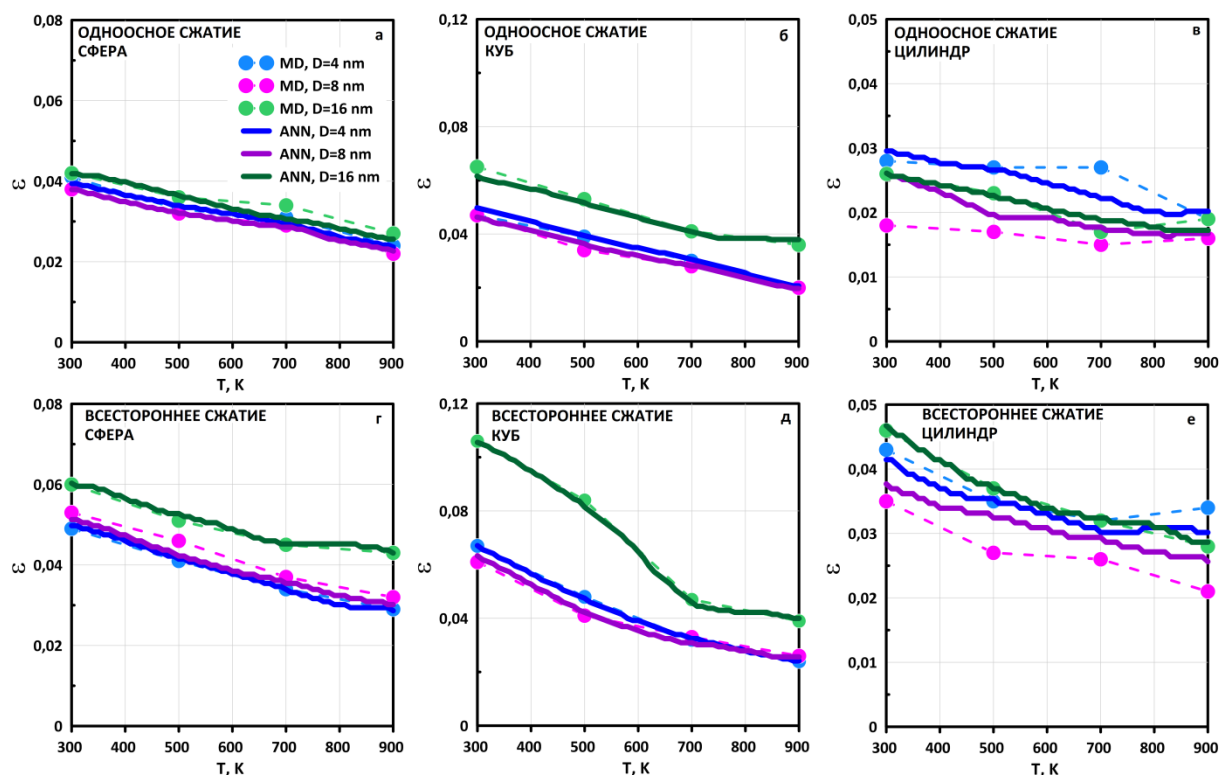 0,08
0,06
0,04
0,02
0
ε
ОДНООСНОЕ СЖАТИЕ а
СФЕРА
MD, D=4 nm
MD, D=8 nm
MD, D=16 nm
ANN, D=4 nm
ANN, D=8 nm
ANN, D=16 nm
300 400 500 600 700 800 900
T, K
0,12
0,08
0,04
0
ε
ОДНООСНОЕ СЖАТИЕ б
КУБ
300 400 500 600 700 800 900
T, K
0,05
0,04
0,03
0,02
0,01
0
ε
ОДНООСНОЕ СЖАТИЕ в
ЦИЛИНДР
300 400 500 600 700 800 900
T, K
0,08
0,06
0,04
0,02
0
ε
ВСЕСТОРОННЕЕ СЖАТИЕ г
СФЕРА
300 400 500 600 700 800 900
T, K
0,12
0,08
0,04
0
ε
ВСЕСТОРОННЕЕ СЖАТИЕ д
КУБ
300 400 500 600 700 800 900
T, K
0,05
0,04
0,03
0,02
0,01
0
ε
ВСЕСТОРОННЕЕ СЖАТИЕ е
ЦИЛИНДР
300 400 500 600 700 800 900
T, K